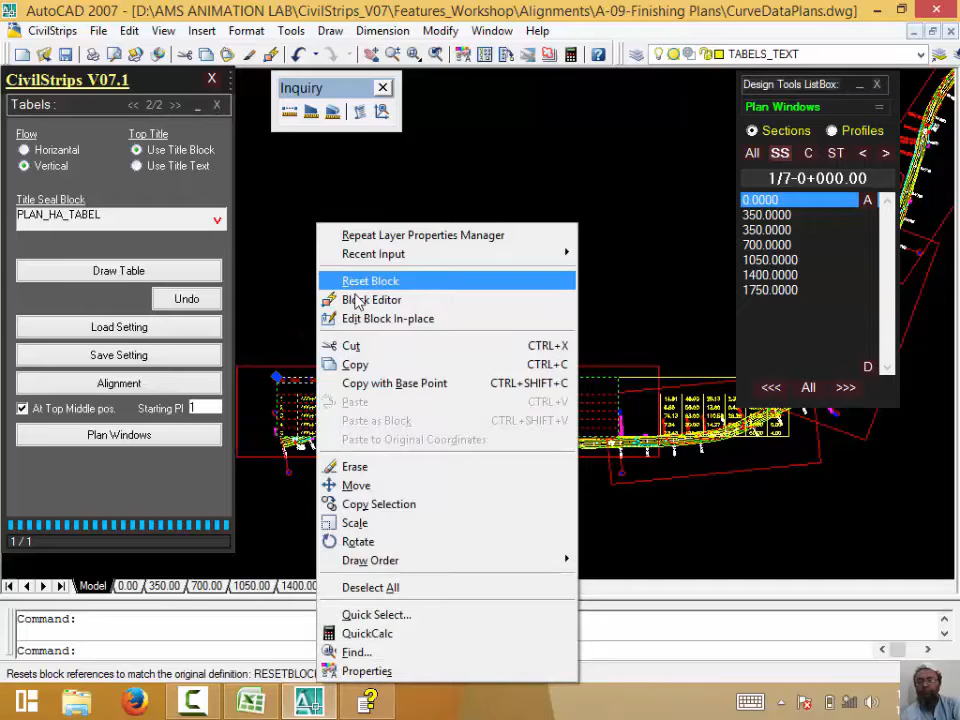 AutoCAD 2007 - [D:\AMS ANIMATION LAB\CivilStrips_V07\Features_Workshop\Alignments\A-09-Finishing Plans\CurveDataPlans.dwg]
CivilStrips File Edit View Insert Format Tools Draw Dimension Modify Window Help
TABELS_TEXT
CivilStrips V07.1 X
Tabels: << 2/2 >> _ X
Flow Top Title
Horizontal Use Title Block
Vertical Use Title Text
Title Seal Block
PLAN_HA_TABEL v
Draw Table
Undo
Load Setting
Save Setting
Alignment
At Top Middle pos. Starting PI 1
Plan Windows
1/1
Inquiry
Design Tools ListBox: _ X
Plan Windows
Sections Profiles
All SS C ST < >
1/7-0+000.00
0.0000 A
350.0000
350.0000
700.0000
1050.0000
1400.0000
1750.0000
D
<<< All >>>
Repeat Layer Properties Manager
Recent Input
Reset Block
Block Editor
Edit Block In-place
Cut CTRL+X
Copy CTRL+C
Copy with Base Point CTRL+SHIFT+C
Paste CTRL+V
Paste as Block CTRL+SHIFT+V
Paste to Original Coordinates
Erase
Move
Copy Selection
Scale
Rotate
Draw Order
Deselect All
Quick Select...
QuickCalc
Find...
Properties
Model 0.00 350.00 700.00 1050.00 1400.00
Command:
Command:
Resets block references to match the original definition: RESETBLOC